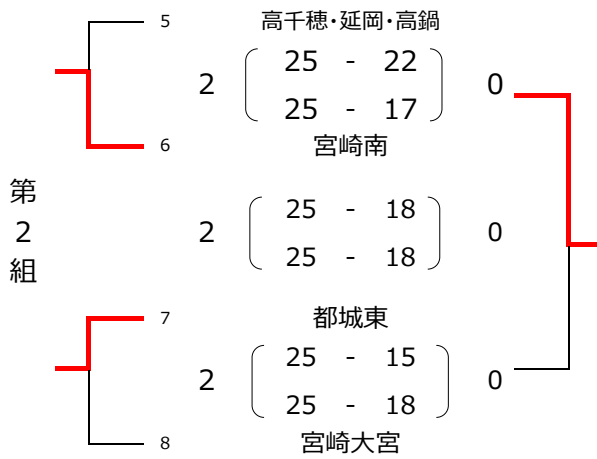 5 高千穂・延岡・高鍋
2 25 - 22 0
25 - 17
6 宮崎南
第2組
2 25 - 18 0
25 - 18
7 都城東
2 25 - 15 0
25 - 18
8 宮崎大宮